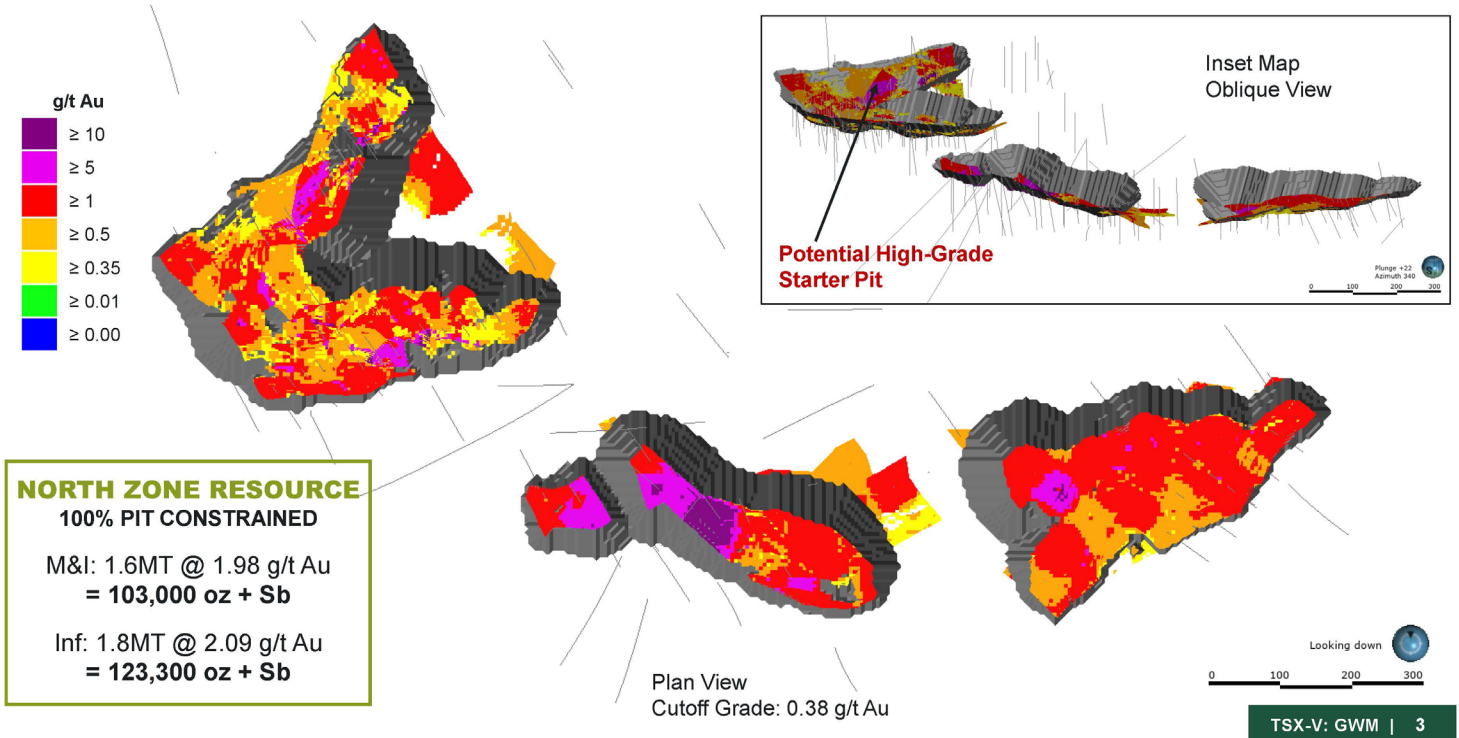 g/t Au
≥ 10
≥ 5
≥ 1
≥ 0.5
≥ 0.35
≥ 0.01
≥ 0.00
Inset Map
Oblique View
Potential High-Grade
Starter Pit
Plunge +22
Azimuth 340
0 100 200 300
NORTH ZONE RESOURCE
100% PIT CONSTRAINED
M&I: 1.6MT @ 1.98 g/t Au
= 103,000 oz + Sb
Inf: 1.8MT @ 2.09 g/t Au
= 123,300 oz + Sb
Plan View
Cutoff Grade: 0.38 g/t Au
Looking down
0 100 200 300
TSX-V: GWM | 3